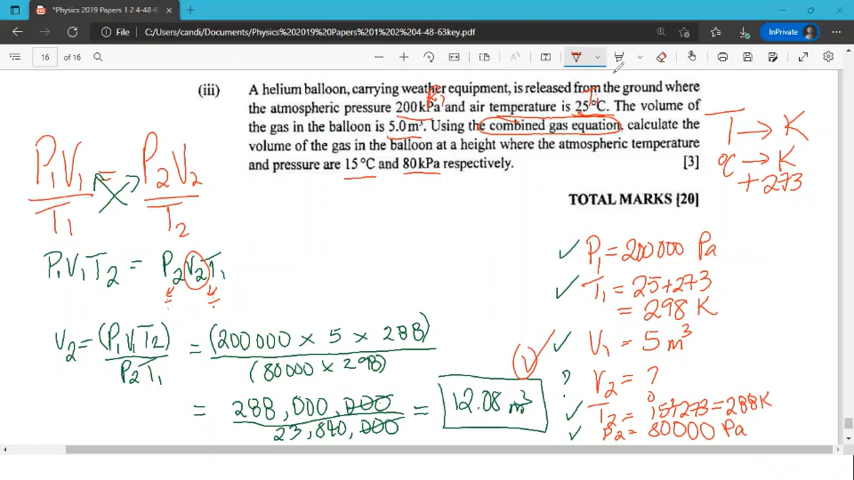 *Physics 2019 Papers 1 2 4-48-63
File
C:/Users/candi/Documents/Physics%202019%20Papers%201%202%204-48-63key.pdf
InPrivate
16 of 16
(iii) A helium balloon, carrying weather equipment, is released from the ground where
the atmospheric pressure 200 kPa and air temperature is 25 °C. The volume of
the gas in the balloon is 5.0 m³. Using the combined gas equation, calculate the
volume of the gas in the balloon at a height where the atmospheric temperature
and pressure are 15 °C and 80 kPa respectively. [3]
TOTAL MARKS [20]
T → K
°C → K
+273
P₁V₁ = P₂V₂
T₁ T₂
P₁V₁T₂ = P₂V₂T₁
V₂ = (P₁V₁T₂) = (200 000 × 5 × 288)
P₂T₁ (80000 × 298)
= 288,000,000 = 12.08 m³
23,840,000
✓ P₁ = 200000 Pa
✓ T₁ = 25+273
= 298 K
✓ V₁ = 5 m³
? V₂ = ?
✓ T₂ = 15+273 = 288K
✓ P₂ = 80000 Pa